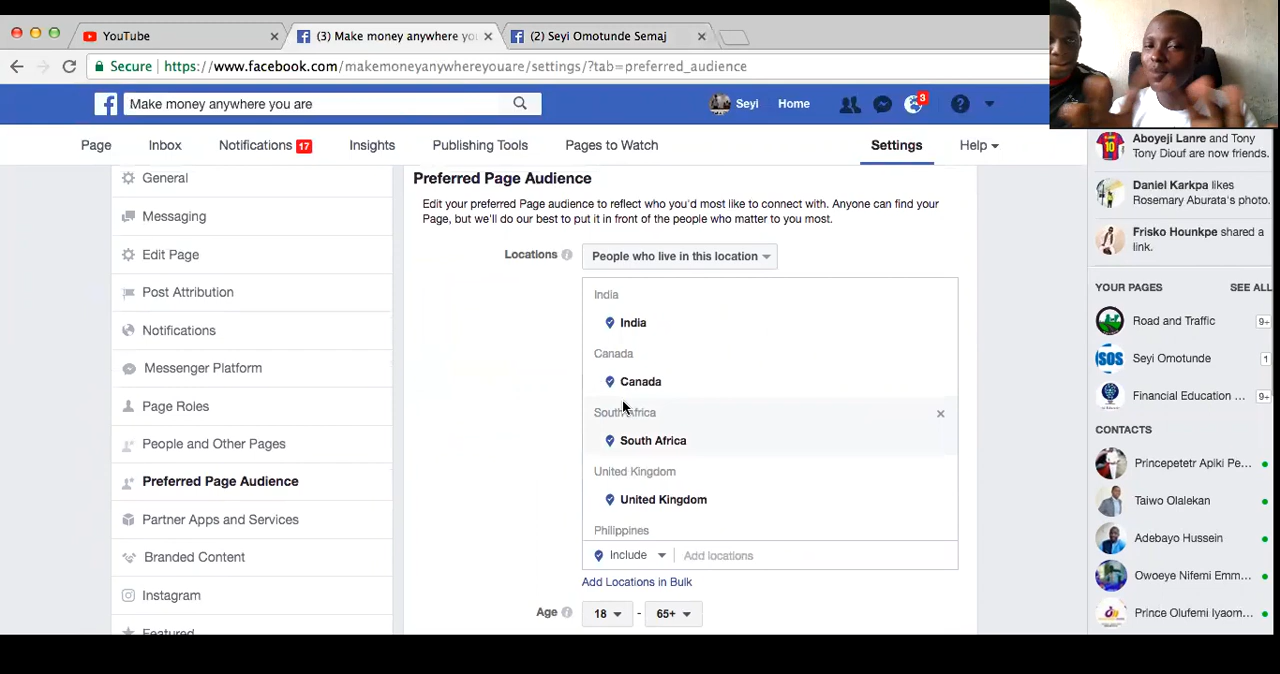 YouTube
(3) Make money anywhere yo
(2) Seyi Omotunde Semaj
Secure
https://www.facebook.com/makemoneyanywhereyouare/settings/?tab=preferred_audience
Make money anywhere you are
Seyi
Home
3
Page
Inbox
Notifications 17
Insights
Publishing Tools
Pages to Watch
Settings
Help
General
Messaging
Edit Page
Post Attribution
Notifications
Messenger Platform
Page Roles
People and Other Pages
Preferred Page Audience
Partner Apps and Services
Branded Content
Instagram
Featured
Preferred Page Audience
Edit your preferred Page audience to reflect who you'd most like to connect with. Anyone can find your
Page, but we'll do our best to put it in front of the people who matter to you most.
Locations
People who live in this location
India
India
Canada
Canada
South Africa
South Africa
United Kingdom
United Kingdom
Philippines
Include
Add locations
Add Locations in Bulk
Age
18 - 65+
Aboyeji Lanre and Tony
Tony Diouf are now friends.
Daniel Karkpa likes
Rosemary Aburata's photo.
Frisko Hounkpe shared a
link.
YOUR PAGES
SEE ALL
Road and Traffic
9+
SOS
Seyi Omotunde
1
Financial Education ...
9+
CONTACTS
Princepetetr Apiki Pe...
Taiwo Olalekan
Adebayo Hussein
Owoeye Nifemi Emm...
Prince Olufemi Iyaom...